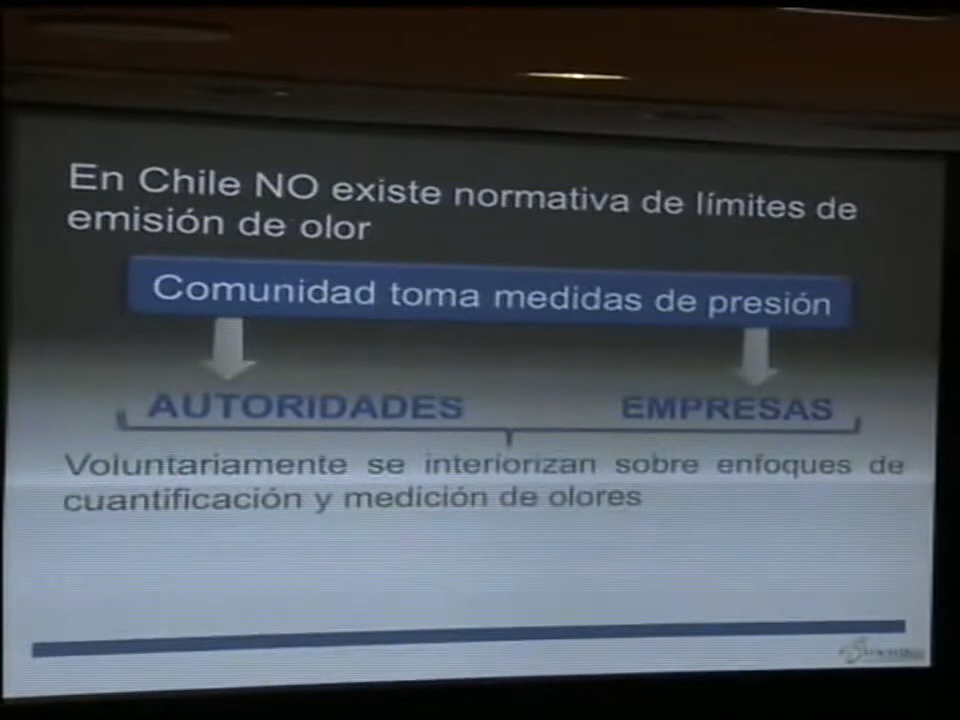 En Chile NO existe normativa de límites de
emisión de olor
Comunidad toma medidas de presión
AUTORIDADES EMPRESAS
Voluntariamente se interiorizan sobre enfoques de
cuantificación y medición de olores